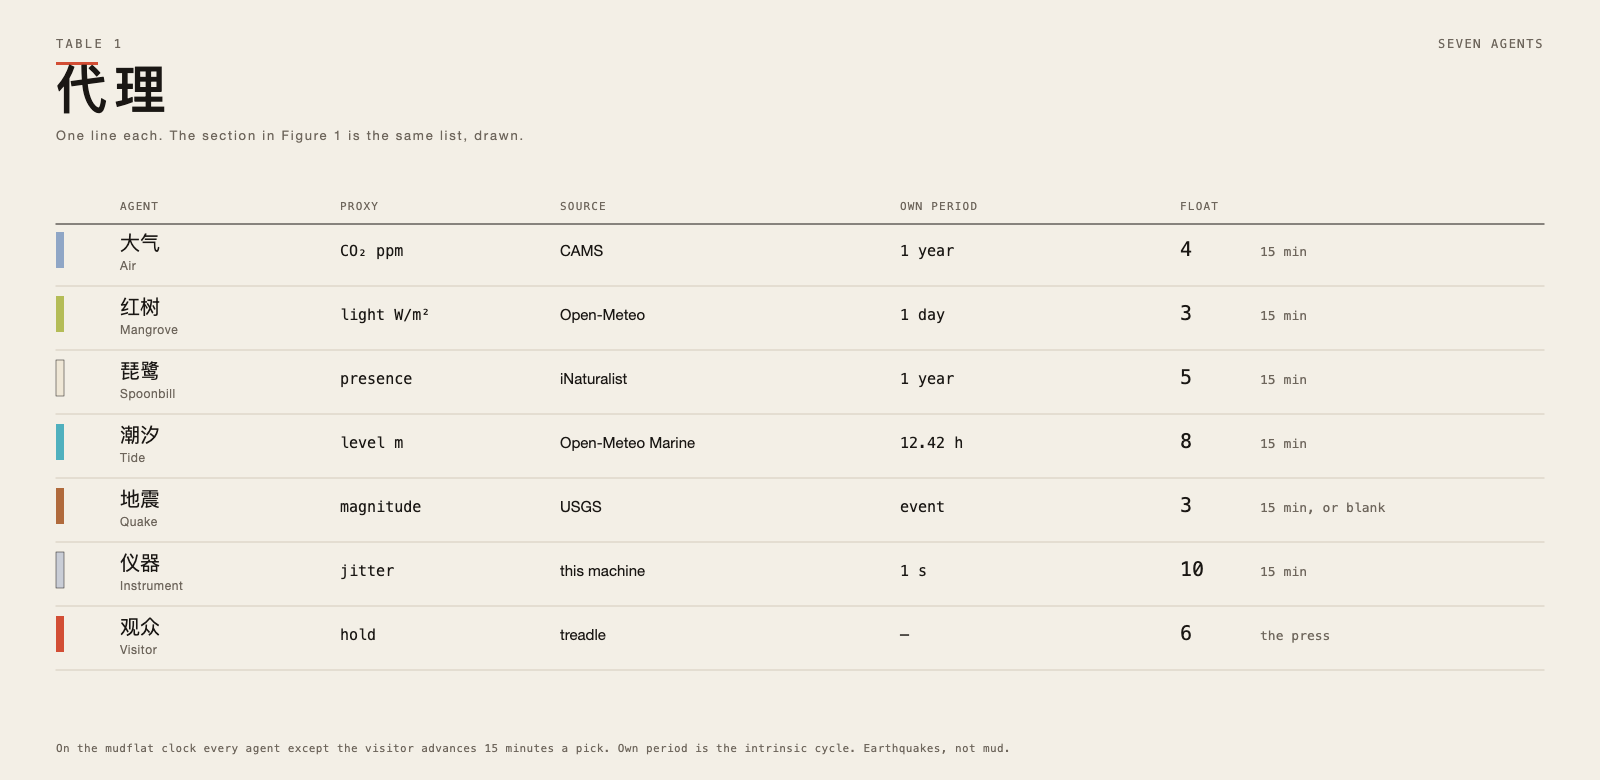 TABLE 1
SEVEN AGENTS
代理
One line each. The section in Figure 1 is the same list, drawn.
AGENT PROXY SOURCE OWN PERIOD FLOAT
大气 CO₂ ppm CAMS 1 year 4 15 min
Air
红树 light W/m² Open-Meteo 1 day 3 15 min
Mangrove
琵鹭 presence iNaturalist 1 year 5 15 min
Spoonbill
潮汐 level m Open-Meteo Marine 12.42 h 8 15 min
Tide
地震 magnitude USGS event 3 15 min, or blank
Quake
仪器 jitter this machine 1 s 10 15 min
Instrument
观众 hold treadle — 6 the press
Visitor
On the mudflat clock every agent except the visitor advances 15 minutes a pick. Own period is the intrinsic cycle. Earthquakes, not mud.